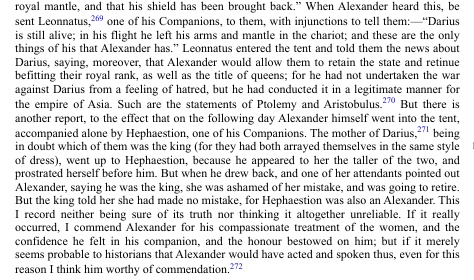 royal mantle, and that his shield has been brought back.” When Alexander heard this, he
sent Leonnatus,269 one of his Companions, to them, with injunctions to tell them:—“Darius
is still alive; in his flight he left his arms and mantle in the chariot; and these are the only
things of his that Alexander has.” Leonnatus entered the tent and told them the news about
Darius, saying, moreover, that Alexander would allow them to retain the state and retinue
befitting their royal rank, as well as the title of queens; for he had not undertaken the war
against Darius from a feeling of hatred, but he had conducted it in a legitimate manner for
the empire of Asia. Such are the statements of Ptolemy and Aristobulus.270 But there is
another report, to the effect that on the following day Alexander himself went into the tent,
accompanied alone by Hephaestion, one of his Companions. The mother of Darius,271 being
in doubt which of them was the king (for they had both arrayed themselves in the same style
of dress), went up to Hephaestion, because he appeared to her the taller of the two, and
prostrated herself before him. But when he drew back, and one of her attendants pointed out
Alexander, saying he was the king, she was ashamed of her mistake, and was going to retire.
But the king told her she had made no mistake, for Hephaestion was also an Alexander. This
I record neither being sure of its truth nor thinking it altogether unreliable. If it really
occurred, I commend Alexander for his compassionate treatment of the women, and the
confidence he felt in his companion, and the honour bestowed on him; but if it merely
seems probable to historians that Alexander would have acted and spoken thus, even for this
reason I think him worthy of commendation.272